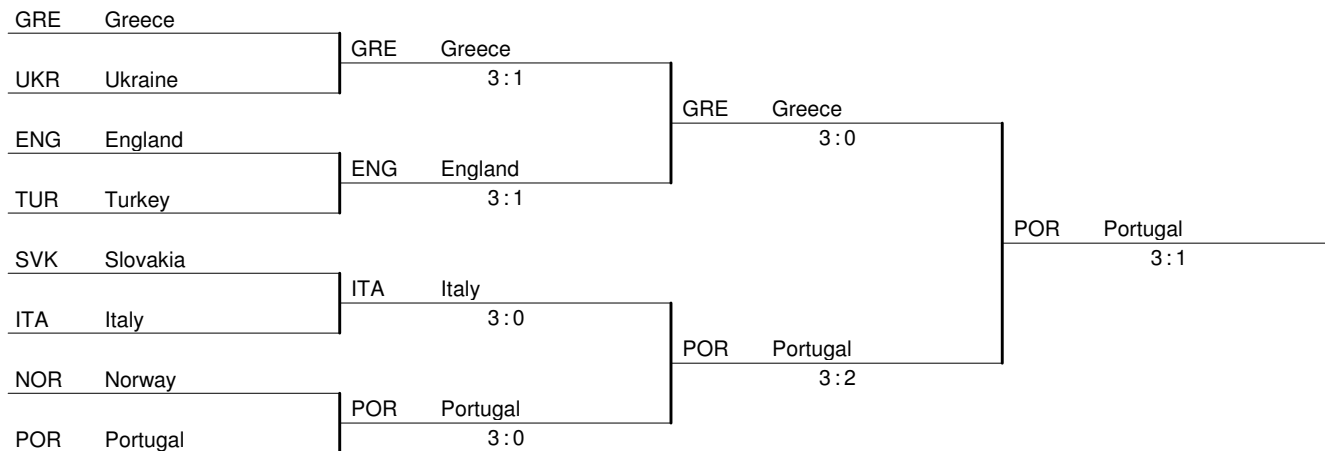 GRE Greece
GRE Greece
UKR Ukraine
3 : 1
GRE Greece
ENG England
3 : 0
ENG England
TUR Turkey
3 : 1
POR Portugal
SVK Slovakia
3 : 1
ITA Italy
ITA Italy
3 : 0
POR Portugal
NOR Norway
3 : 2
POR Portugal
POR Portugal
3 : 0